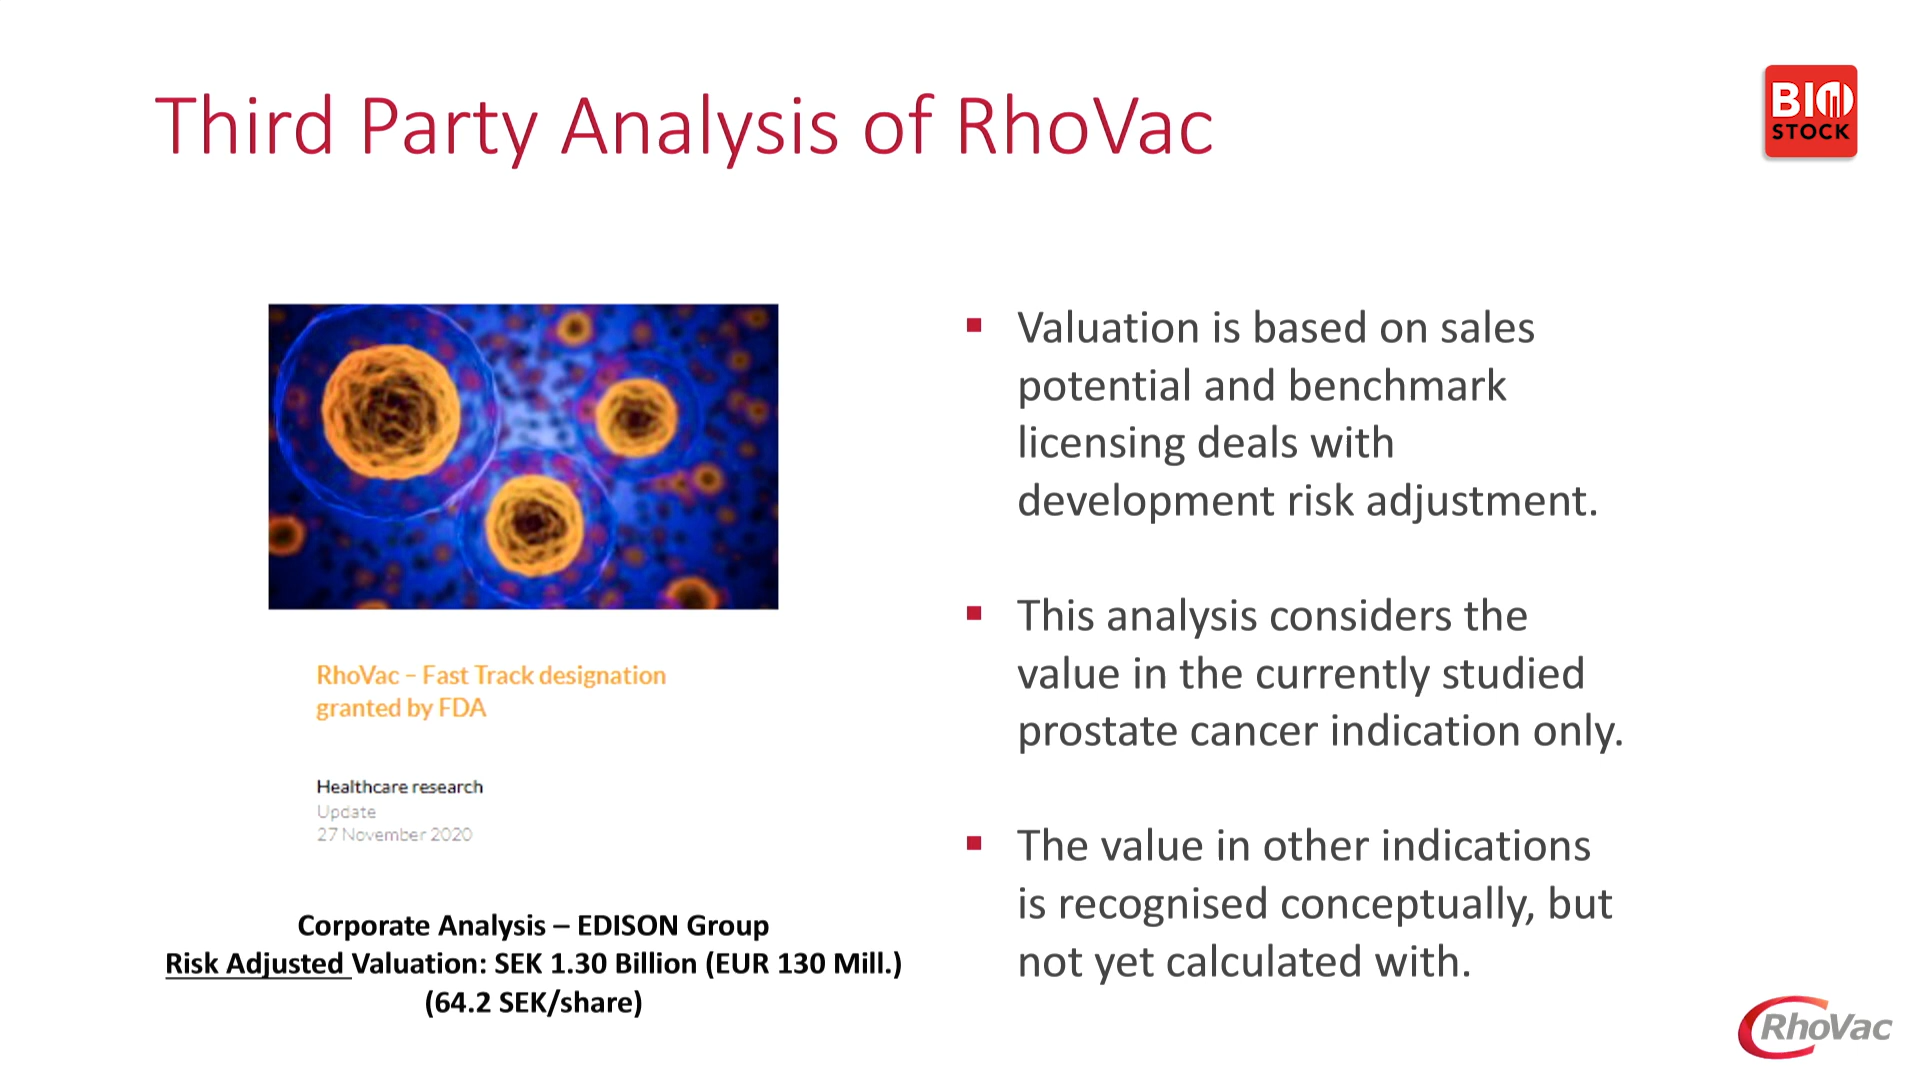 Third Party Analysis of RhoVac
BIO
STOCK
RhoVac – Fast Track designation
granted by FDA
Healthcare research
Update
27 November 2020
Corporate Analysis – EDISON Group
Risk Adjusted Valuation: SEK 1.30 Billion (EUR 130 Mill.)
(64.2 SEK/share)
▪ Valuation is based on sales
potential and benchmark
licensing deals with
development risk adjustment.
▪ This analysis considers the
value in the currently studied
prostate cancer indication only.
▪ The value in other indications
is recognised conceptually, but
not yet calculated with.
RhoVac